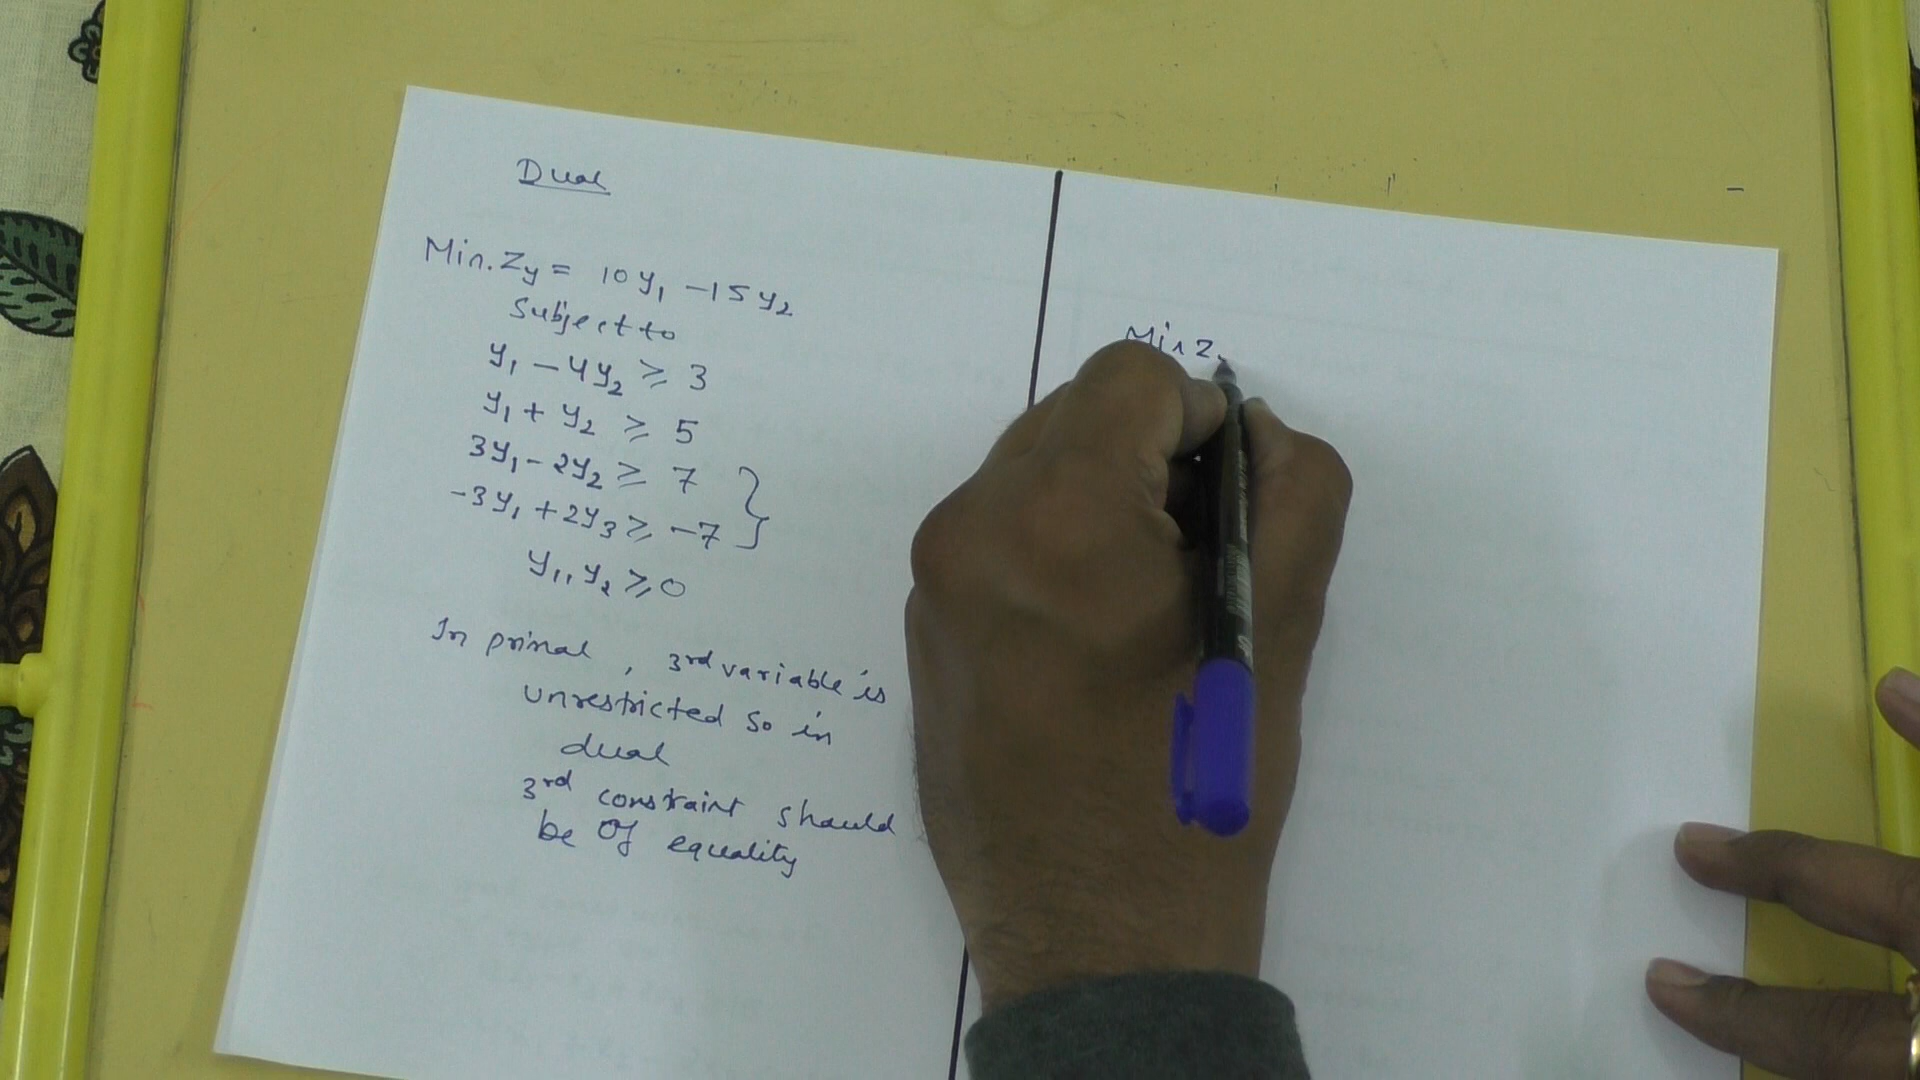 Dual
Min. Zy = 10y₁ - 15y₂
Subject to
y₁ - 4y₂ ≥ 3
y₁ + y₂ ≥ 5
3y₁ - 2y₂ ≥ 7
-3y₁ + 2y₃ ≥ -7
y₁, y₂ ≥ 0
In primal, 3rd variable is
unrestricted so in
dual
3rd constraint should
be of equality
Min Z